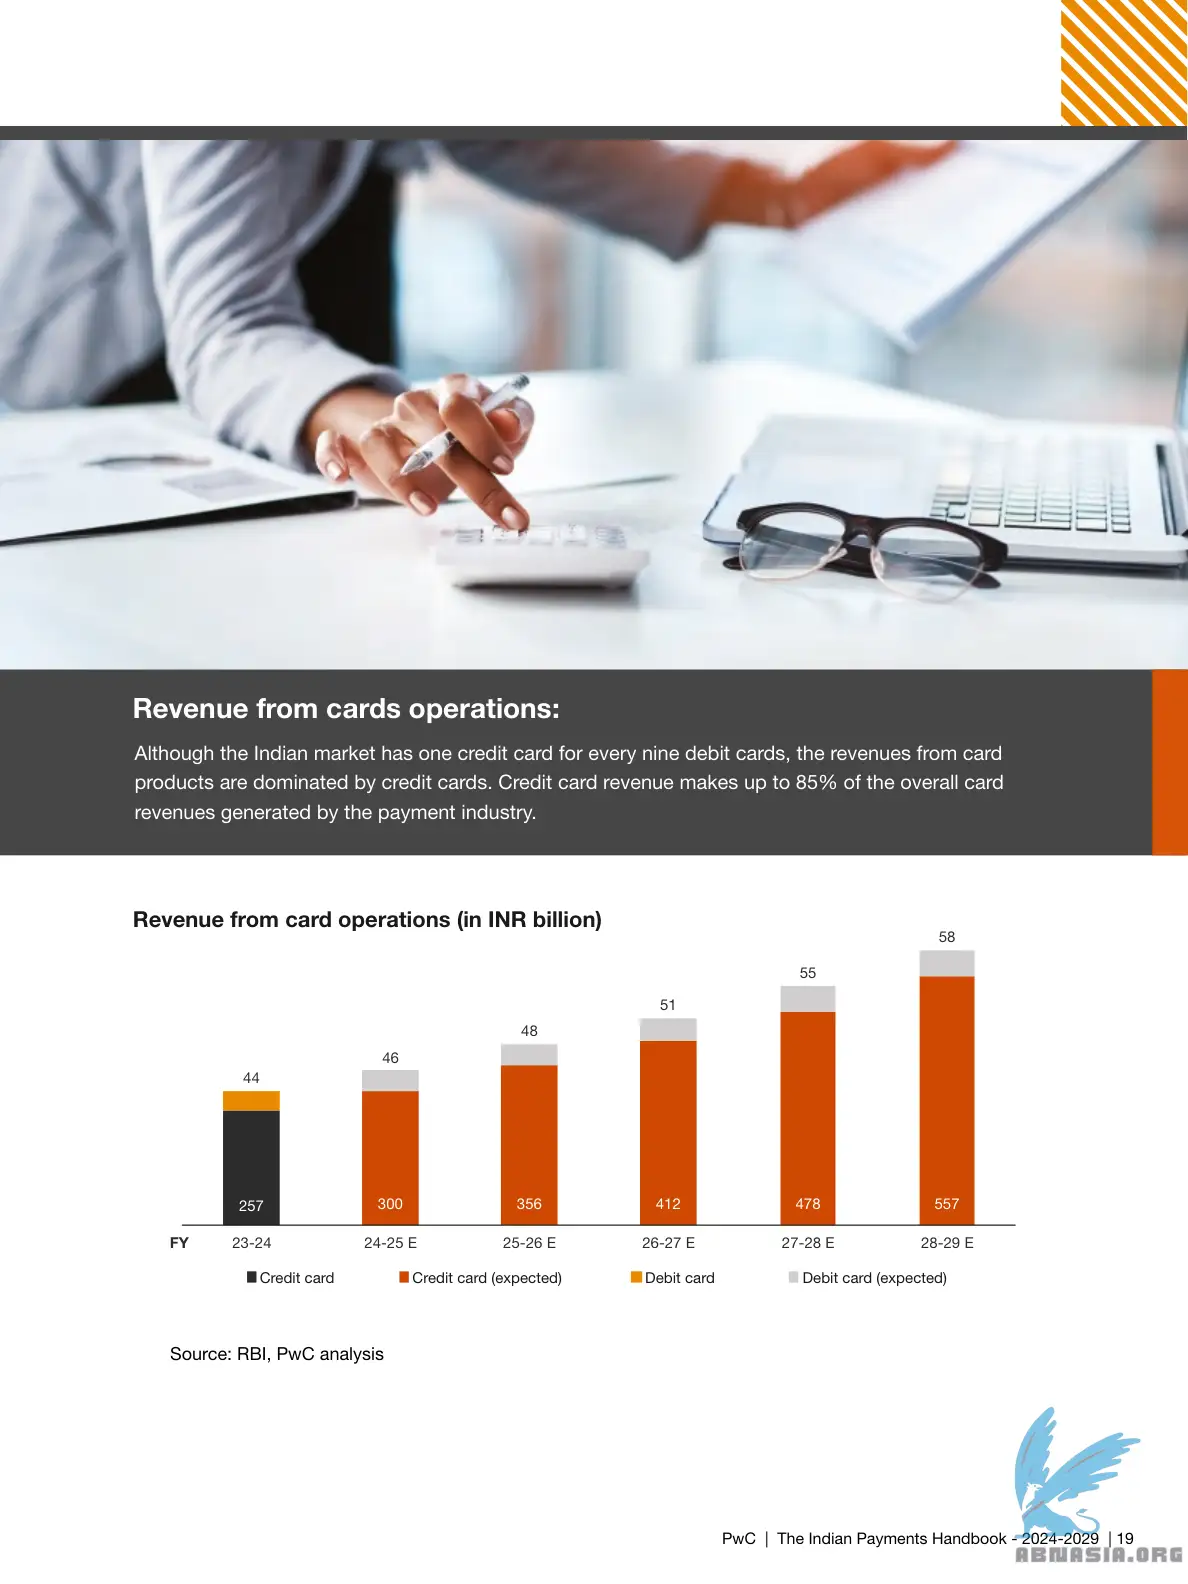 Revenue from cards operations:
Although the Indian market has one credit card for every nine debit cards, the revenues from card
products are dominated by credit cards. Credit card revenue makes up to 85% of the overall card
revenues generated by the payment industry.
Revenue from card operations (in INR billion)
58
55
51
48
46
44
257 300 356 412 478 557
FY 23-24 24-25 E 25-26 E 26-27 E 27-28 E 28-29 E
Credit card Credit card (expected) Debit card Debit card (expected)
Source: RBI, PwC analysis
PwC | The Indian Payments Handbook - 2024-2029 | 19
ABMASIA.ORG